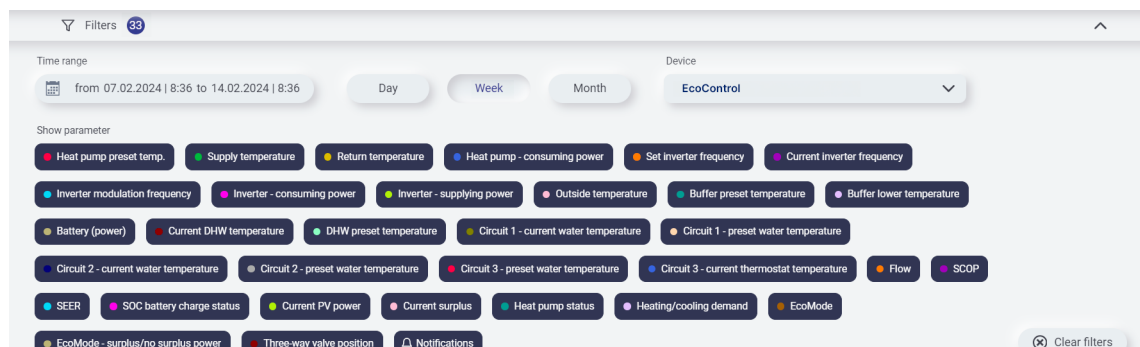 Filters 33
Time range
Device
from 07.02.2024 | 8:36 to 14.02.2024 | 8:36 Day Week Month EcoControl
Show parameter
Heat pump preset temp. Supply temperature Return temperature Heat pump - consuming power Set inverter frequency Current inverter frequency
Inverter modulation frequency Inverter - consuming power Inverter - supplying power Outside temperature Buffer preset temperature Buffer lower temperature
Battery (power) Current DHW temperature DHW preset temperature Circuit 1 - current water temperature Circuit 1 - preset water temperature
Circuit 2 - current water temperature Circuit 2 - preset water temperature Circuit 3 - preset water temperature Circuit 3 - current thermostat temperature Flow SCOP
SEER SOC battery charge status Current PV power Current surplus Heat pump status Heating/cooling demand EcoMode
EcoMode - surplus/no surplus power Three-way valve position Notifications Clear filters